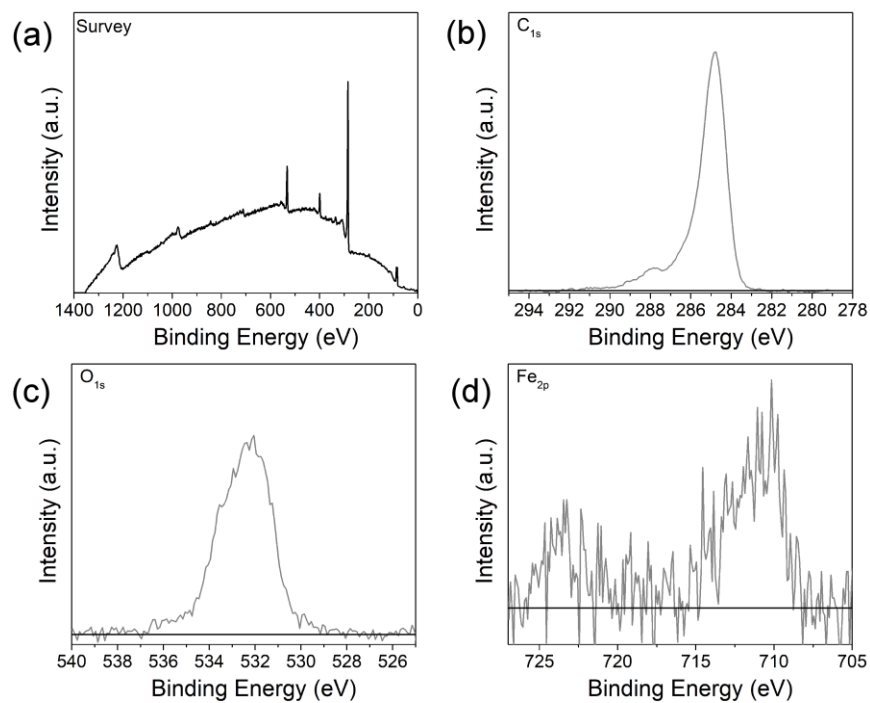 (a)
Survey
Intensity (a.u.)
1400 1200 1000 800 600 400 200 0
Binding Energy (eV)
(b)
C1s
Intensity (a.u.)
294 292 290 288 286 284 282 280 278
Binding Energy (eV)
(c)
O1s
Intensity (a.u.)
540 538 536 534 532 530 528 526
Binding Energy (eV)
(d)
Fe2p
Intensity (a.u.)
725 720 715 710 705
Binding Energy (eV)